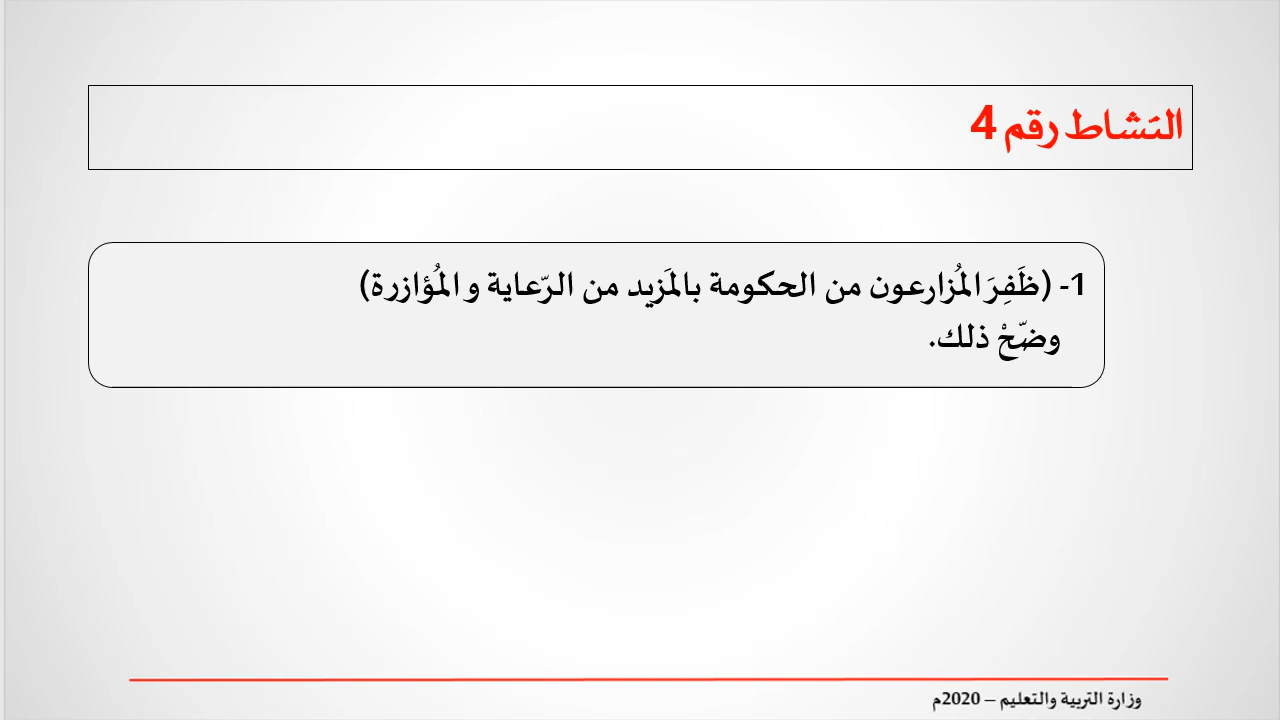 النّشاط رقم 4
1- (ظَفِرَ المُزارعون من الحكومة بالمَزيد من الرّعاية و المُؤازرة)
وضّحْ ذلك.
وزارة التربية والتعليم – 2020م